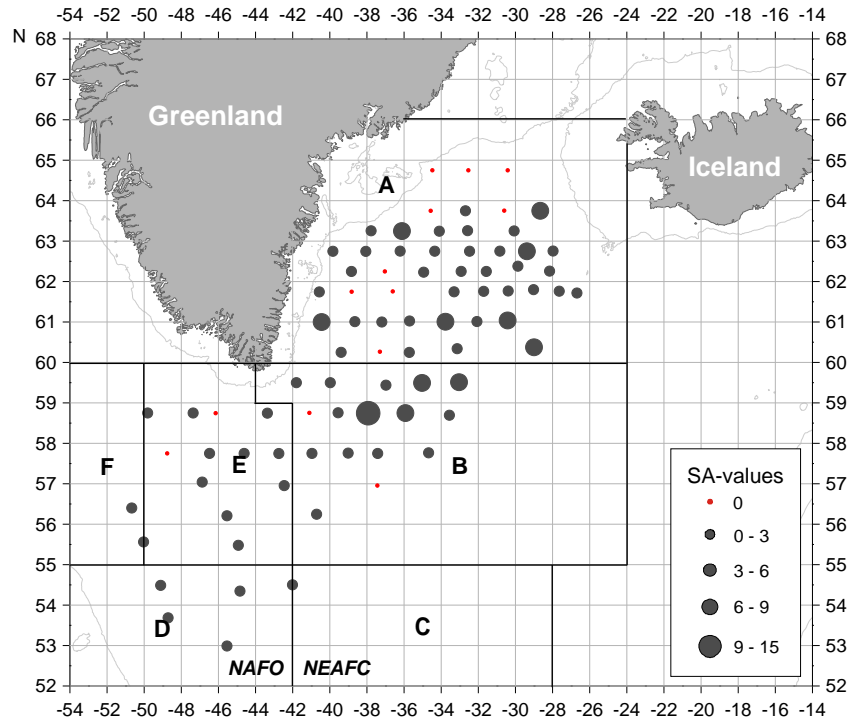 -54 -52 -50 -48 -46 -44 -42 -40 -38 -36 -34 -32 -30 -28 -26 -24 -22 -20 -18 -16 -14
N
68 68
67 67
66 66
65 65
64 64
63 63
62 62
61 61
60 60
59 59
58 58
57 57
56 56
55 55
54 54
53 53
52 52
Greenland
Iceland
A
F
E
B
D
C
NAFO NEAFC
SA-values
0
0 - 3
3 - 6
6 - 9
9 - 15
-54 -52 -50 -48 -46 -44 -42 -40 -38 -36 -34 -32 -30 -28 -26 -24 -22 -20 -18 -16 -14